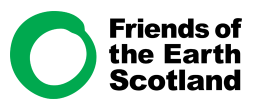 Friends of
the Earth
Scotland